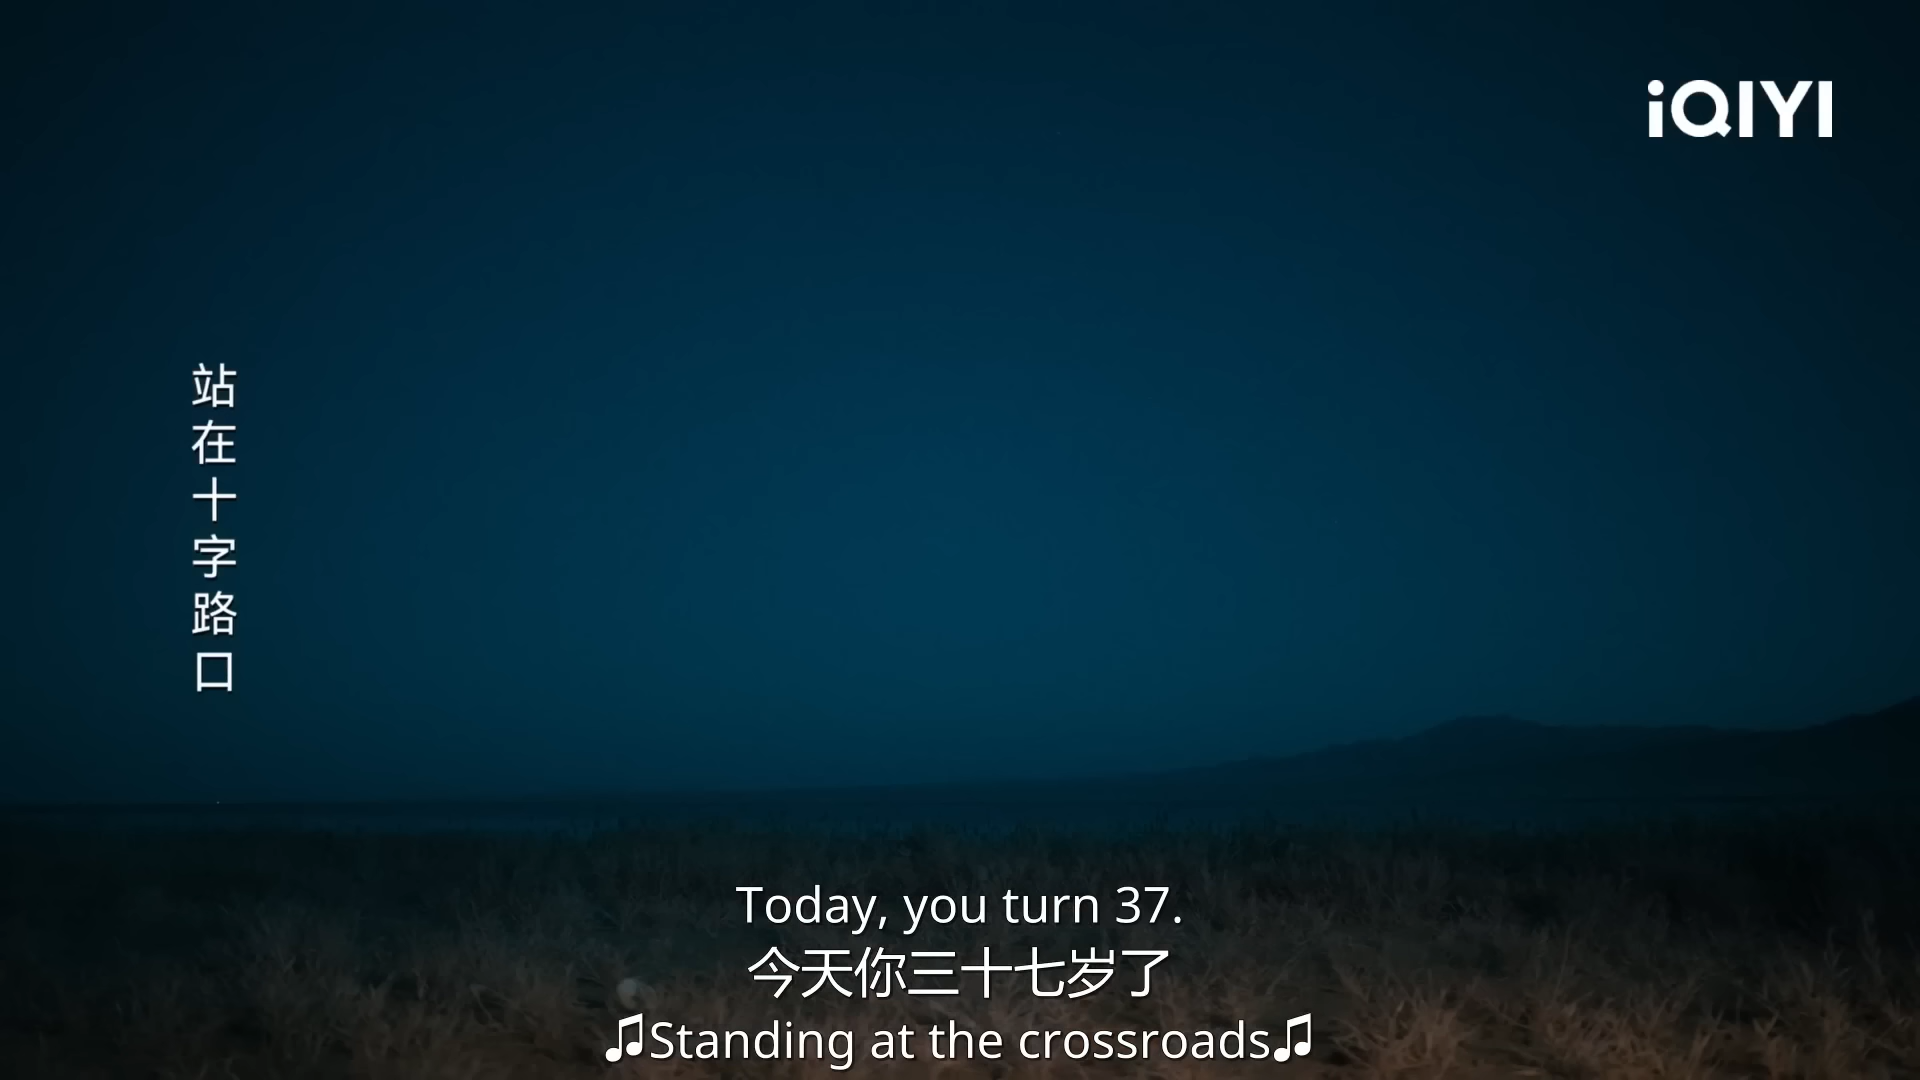 iQIYI
站在十字路口
Today, you turn 37.
今天你三十七岁了
♫Standing at the crossroads♫